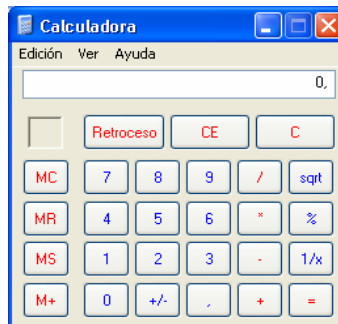 Calculadora
Edición Ver Ayuda
0,
Retroceso CE C
MC 7 8 9 / sqrt
MR 4 5 6 * %
MS 1 2 3 - 1/x
M+ 0 +/- , + =